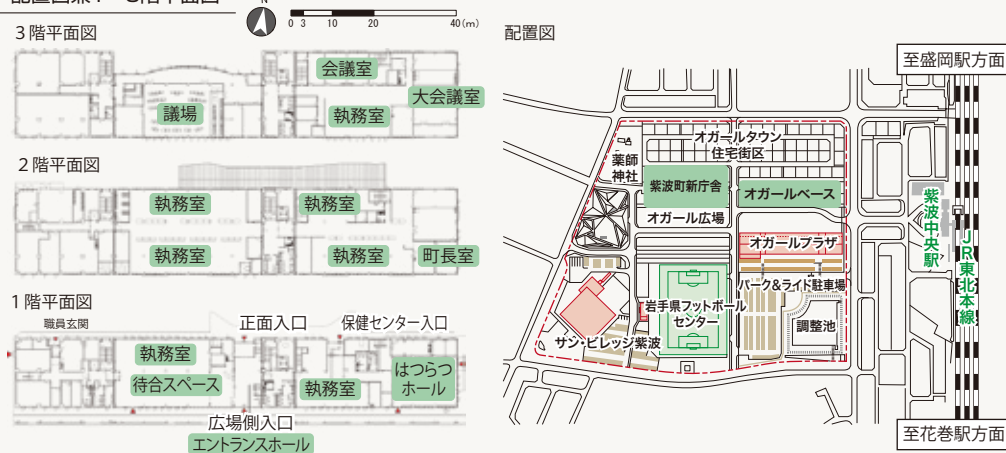 N
0 3 10 20 40(m)
3階平面図
会議室
大会議室
議場
執務室
2階平面図
執務室
執務室
執務室
執務室
町長室
1階平面図
職員玄関
正面入口
保健センター入口
執務室
待合スペース
執務室
はつらつ
ホール
広場側入口
エントランスホール
配置図
至盛岡駅方面
オガールタウン
住宅街区
薬師
神社
紫波町新庁舎
オガールベース
オガール広場
紫波中央駅
JR東北本線
オガールプラザ
パーク&ライド駐車場
岩手県フットボール
センター
調整池
サン・ビレッジ紫波
至花巻駅方面